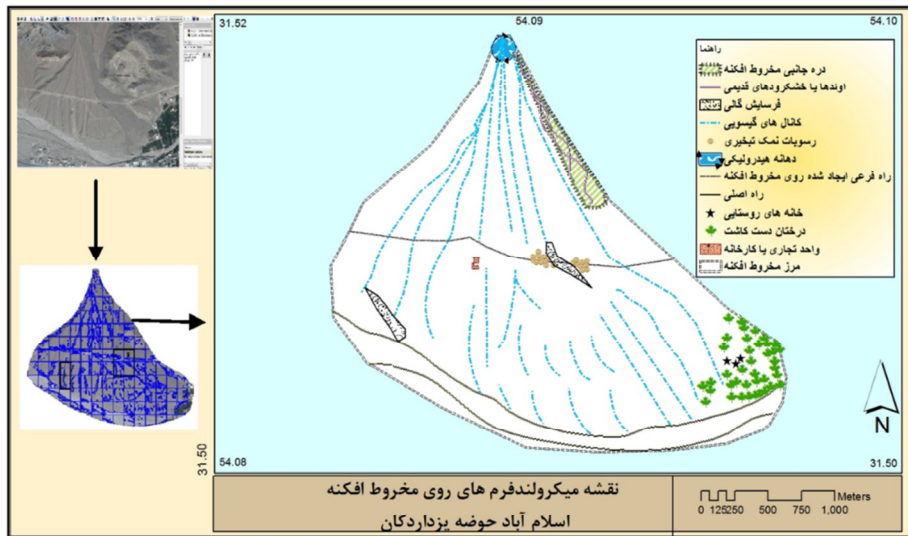 31.52
54.09
54.10
راهنما
دره جانبی مخروط افکنه
اوندها یا خشکرودهای قدیمی
فرسایش گالی
کانال های گیسویی
رسوبات نمک تبخیری
دهانه هیدرولیکی
راه فرعی ایجاد شده روی مخروط افکنه
راه اصلی
خانه های روستایی
درختان دست کاشت
واحد تجاری یا کارخانه
مرز مخروط افکنه
N
31.50
54.08
31.50
نقشه میکرولندفرم های روی مخروط افکنه
اسلام آباد حوضه یزداردکان
Meters
0 125250 500 750 1,000